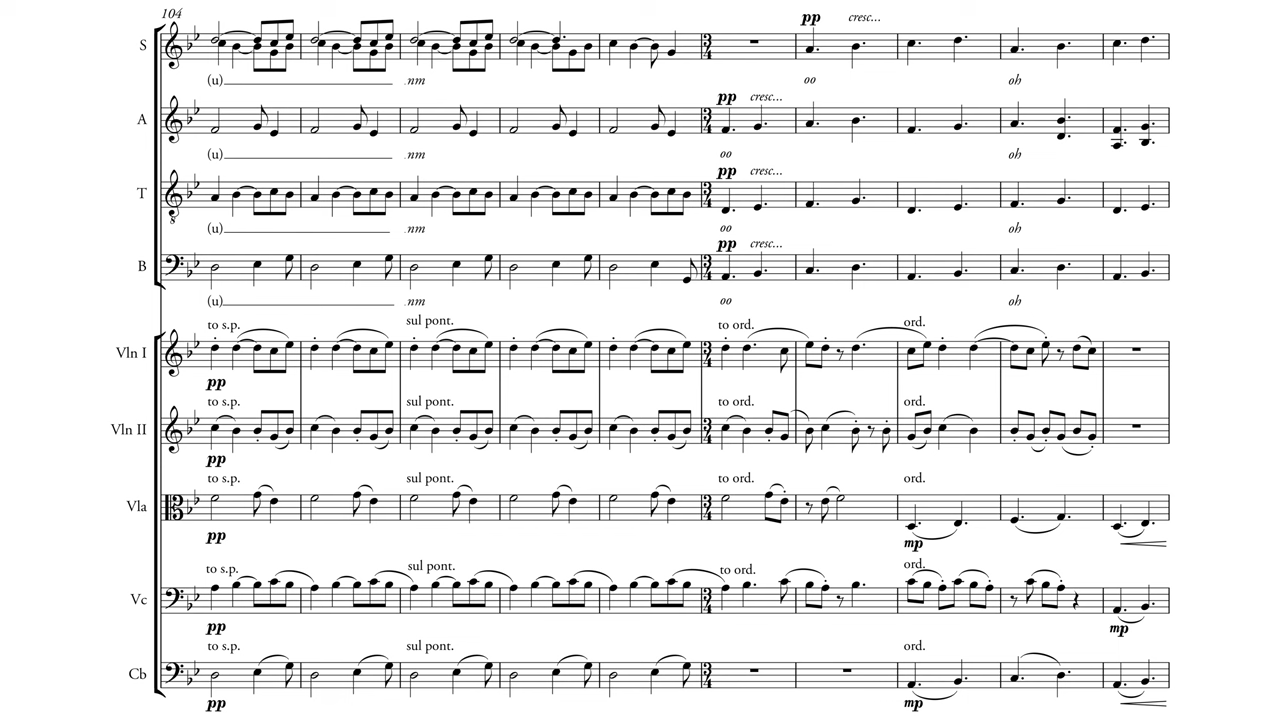 104
pp cresc...
S
(u) nm oo oh
pp cresc...
A
(u) nm oo oh
pp cresc...
T
(u) nm oo oh
pp cresc...
B
(u) nm oo oh
to s.p. sul pont. to ord. ord.
Vln I
pp
to s.p. sul pont. to ord. ord.
Vln II
pp
to s.p. sul pont. to ord. ord.
Vla
pp mp
to s.p. sul pont. to ord. ord.
Vc
pp mp
to s.p. sul pont. ord.
Cb
pp mp